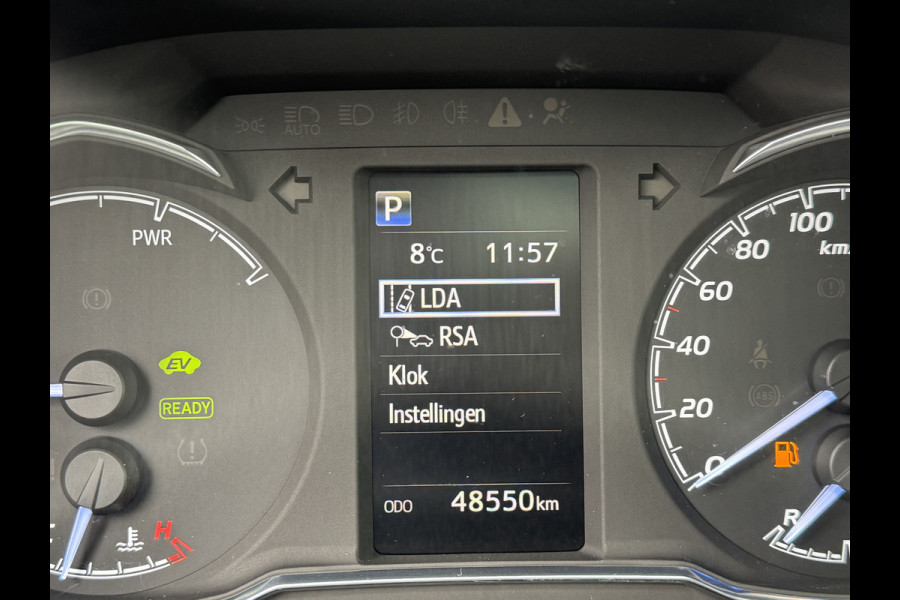 AUTO
P
PWR
8°C 11:57
LDA
RSA
Klok
Instellingen
ODO 48550km
EV
READY
H
100
km
80
60
40
20
0
ABS
R